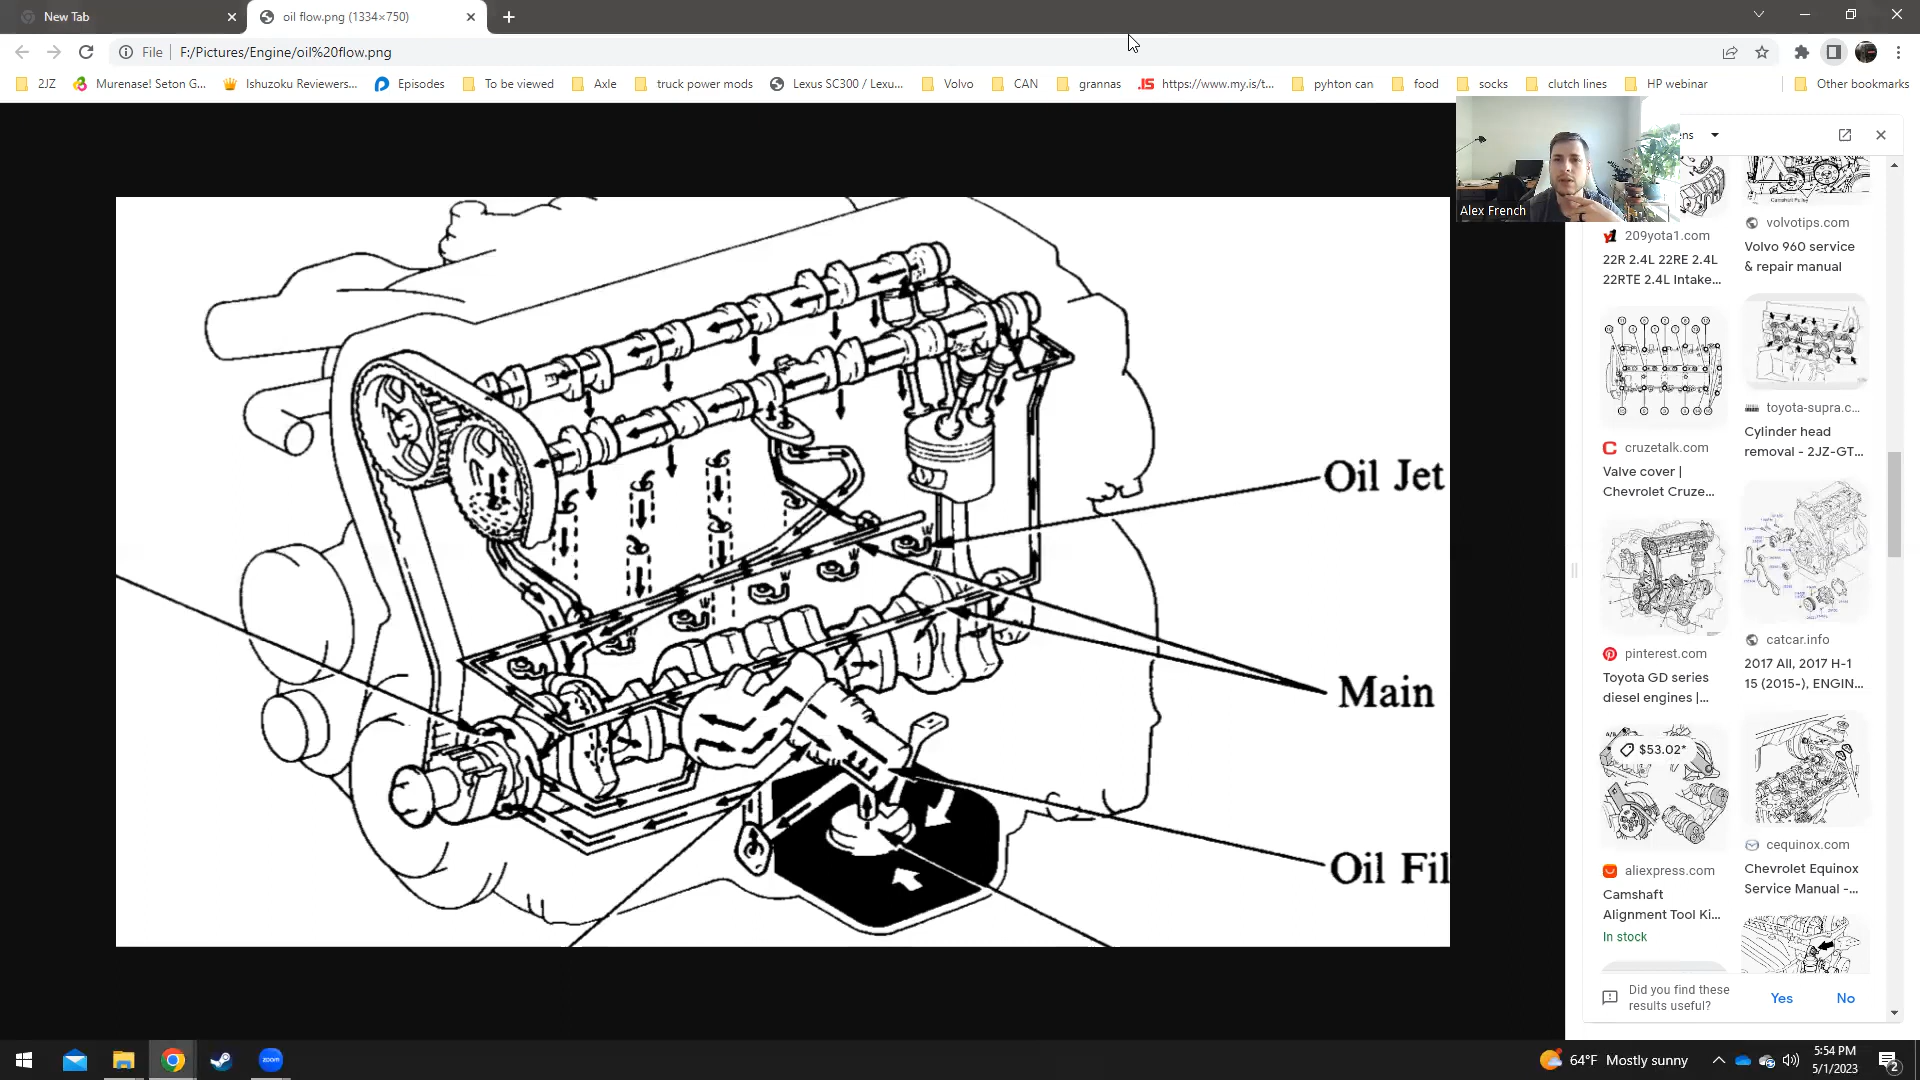 New Tab
oil flow.png (1334×750)
File
F:/Pictures/Engine/oil%20flow.png
2JZ
Murenase! Seton G...
Ishuzoku Reviewers...
Episodes
To be viewed
Axle
truck power mods
Lexus SC300 / Lexu...
Volvo
CAN
grannas
https://www.my.is/t...
pyhton can
food
socks
clutch lines
HP webinar
Other bookmarks
Alex French
ens
Oil Jet
Main
Oil Fil
209yota1.com
22R 2.4L 22RE 2.4L
22RTE 2.4L Intake...
Camshaft Pulley
volvotips.com
Volvo 960 service
& repair manual
cruzetalk.com
Valve cover |
Chevrolet Cruze...
toyota-supra.c...
Cylinder head
removal - 2JZ-GT...
pinterest.com
Toyota GD series
diesel engines |...
catcar.info
2017 All, 2017 H-1
15 (2015-), ENGIN...
$53.02*
aliexpress.com
Camshaft
Alignment Tool Ki...
In stock
cequinox.com
Chevrolet Equinox
Service Manual -...
Did you find these
results useful?
Yes
No
zoom
64°F Mostly sunny
5:54 PM
5/1/2023
2